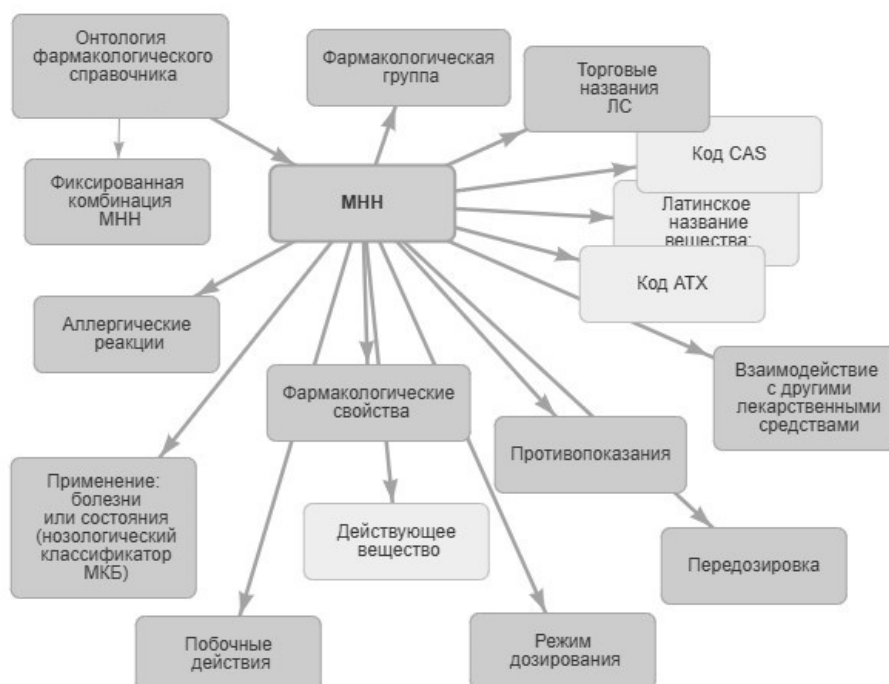 Онтология
фармакологического
справочника
Фармакологическая
группа
Торговые
названия
ЛС
Код CAS
Фиксированная
комбинация
МНН
МНН
Латинское
название
вещества:
Код АТХ
Аллергические
реакции
Взаимодействие
с другими
лекарственными
средствами
Фармакологические
свойства
Противопоказания
Применение:
болезни
или состояния
(нозологический
классификатор
МКБ)
Действующее
вещество
Передозировка
Побочные
действия
Режим
дозирования